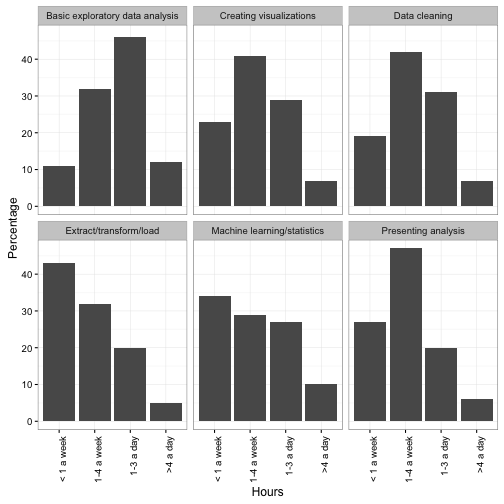 Basic exploratory data analysis
Creating visualizations
Data cleaning
40
30
20
10
0
Percentage
Extract/transform/load
Machine learning/statistics
Presenting analysis
40
30
20
10
0
< 1 a week
1-4 a week
1-3 a day
>4 a day
< 1 a week
1-4 a week
1-3 a day
>4 a day
< 1 a week
1-4 a week
1-3 a day
>4 a day
Hours